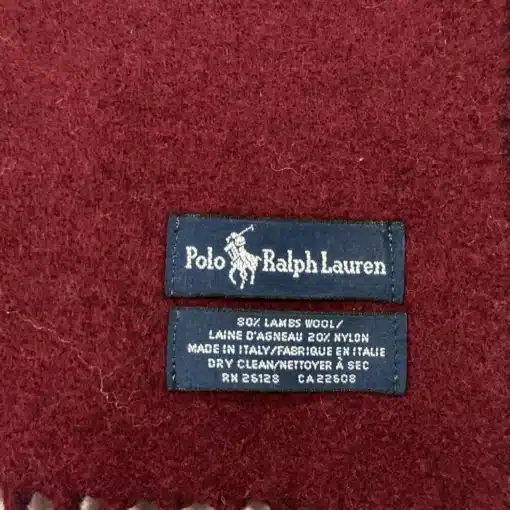 Polo Ralph Lauren
80% LAMBS WOOL/
LAINE D'AGNEAU 20% NYLON
MADE IN ITALY/FABRIQUE EN ITALIE
DRY CLEAN/NETTOYER À SEC
RN 26128 CA 22608